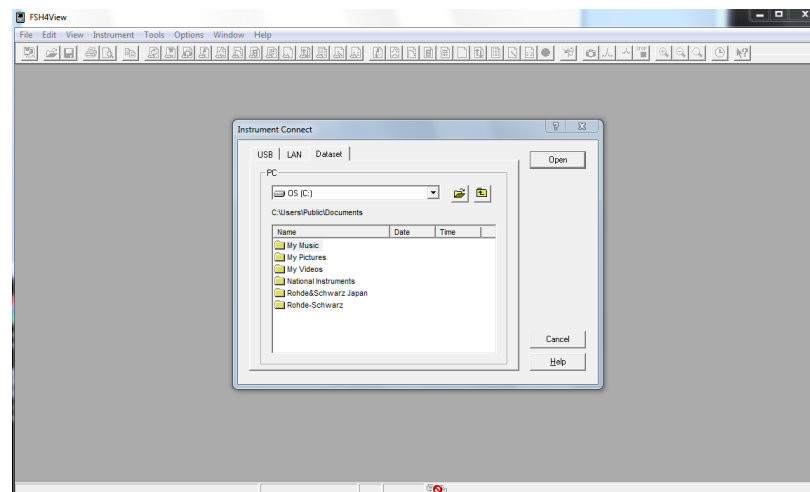 FSH4View
File Edit View Instrument Tools Options Window Help
Instrument Connect
USB LAN Dataset
Open
PC
OS (C:)
C:\Users\Public\Documents
Name Date Time
My Music
My Pictures
My Videos
National Instruments
Rohde&Schwarz Japan
Rohde-Schwarz
Cancel
Help